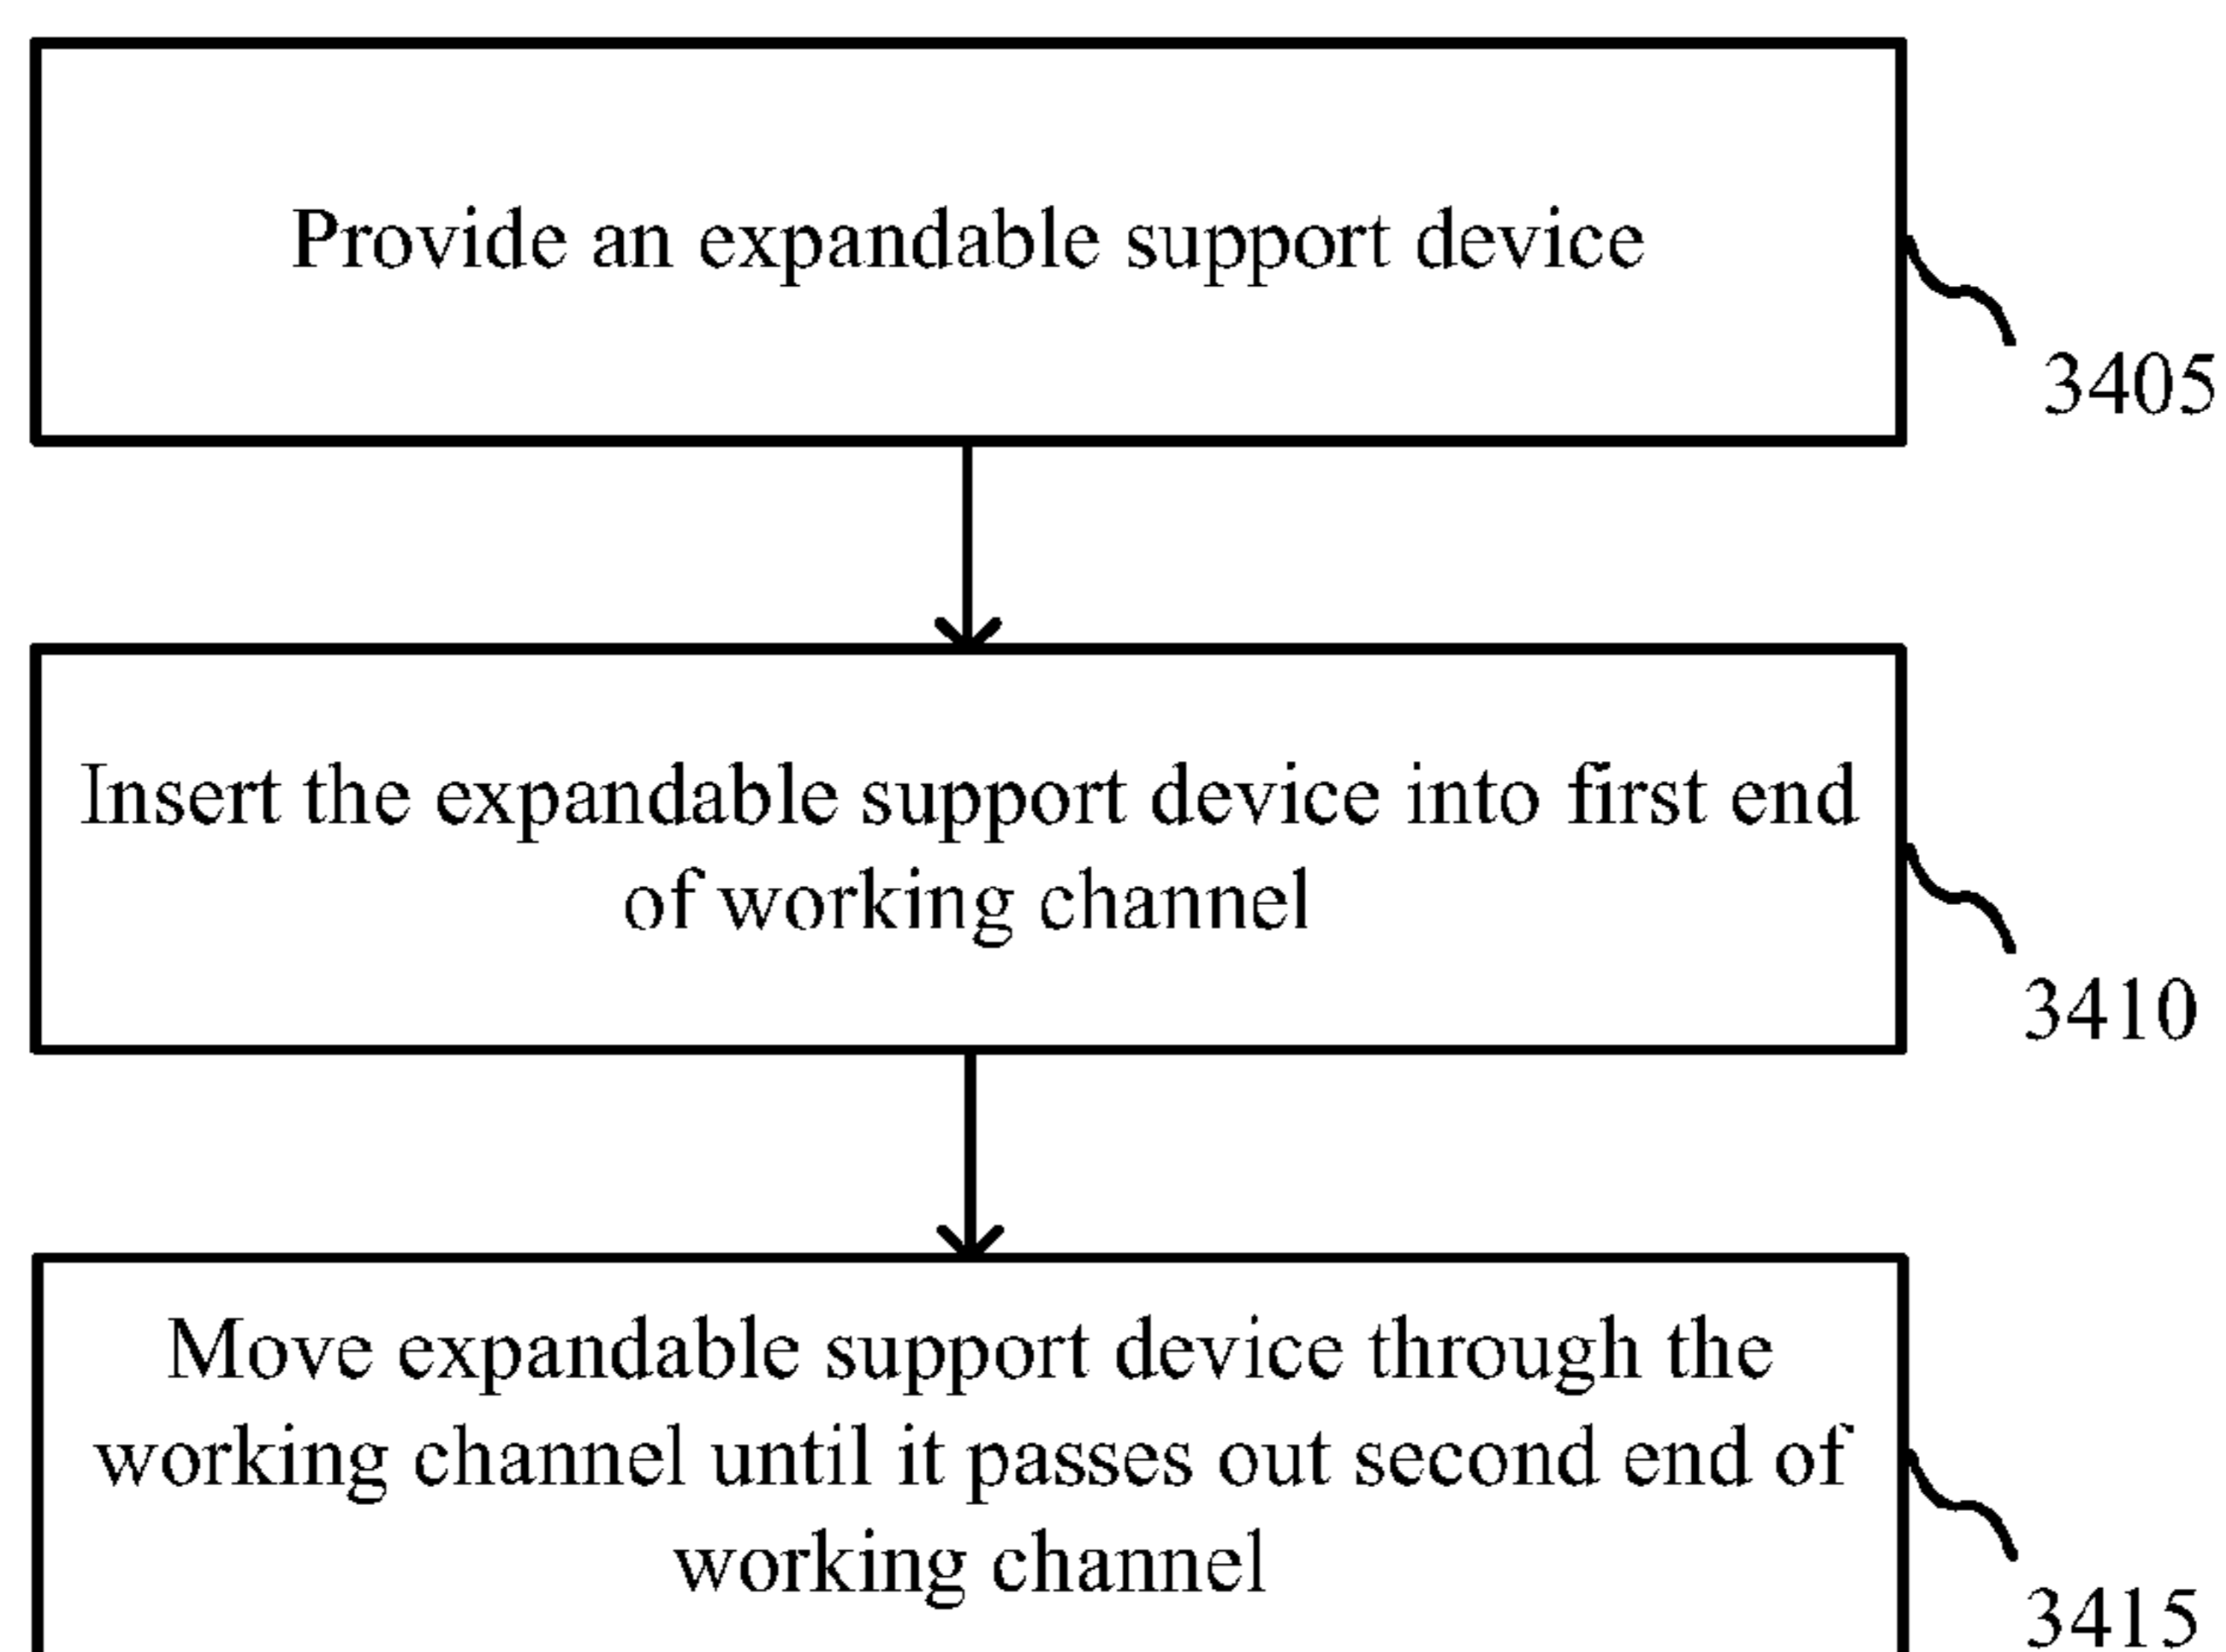 Provide an expandable support device
3405
Insert the expandable support device into first end
of working channel
3410
Move expandable support device through the
working channel until it passes out second end of
working channel
3415